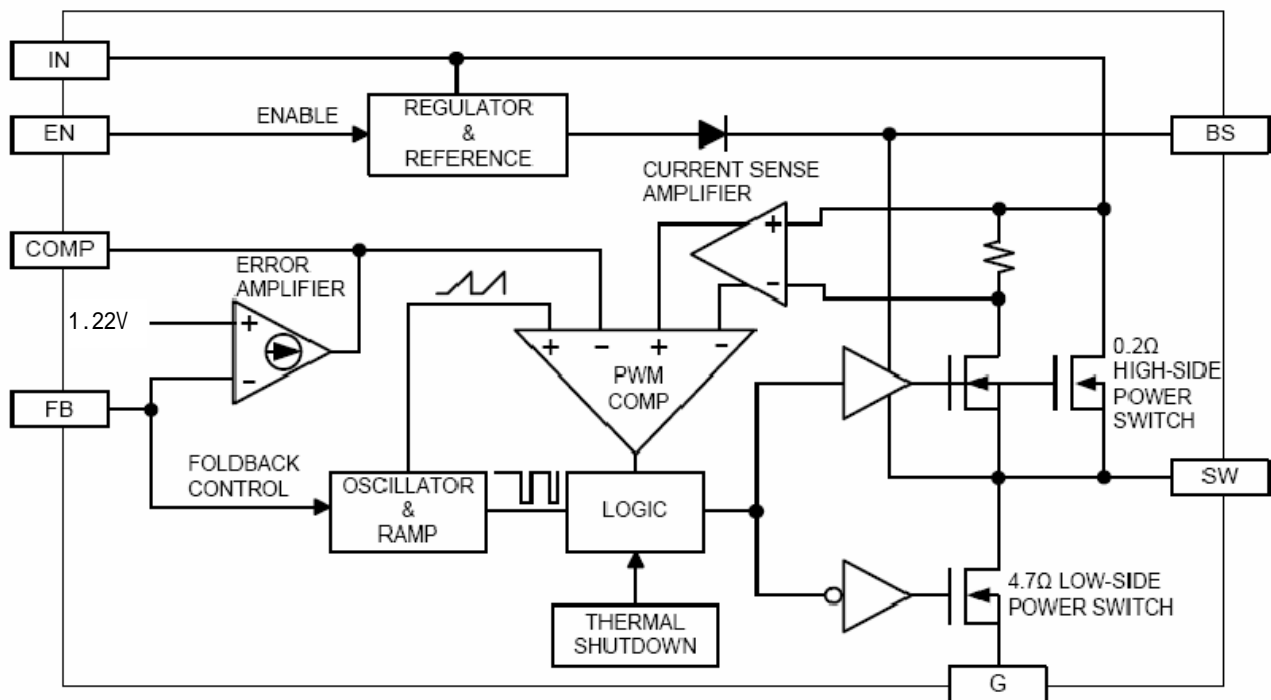 IN
EN
ENABLE
REGULATOR
&
REFERENCE
BS
CURRENT SENSE
AMPLIFIER
+
-
COMP
ERROR
AMPLIFIER
1.22V
+
-
FB
+
-
+
-
PWM
COMP
0.2Ω
HIGH-SIDE
POWER
SWITCH
FOLDBACK
CONTROL
OSCILLATOR
&
RAMP
LOGIC
SW
THERMAL
SHUTDOWN
4.7Ω LOW-SIDE
POWER SWITCH
G